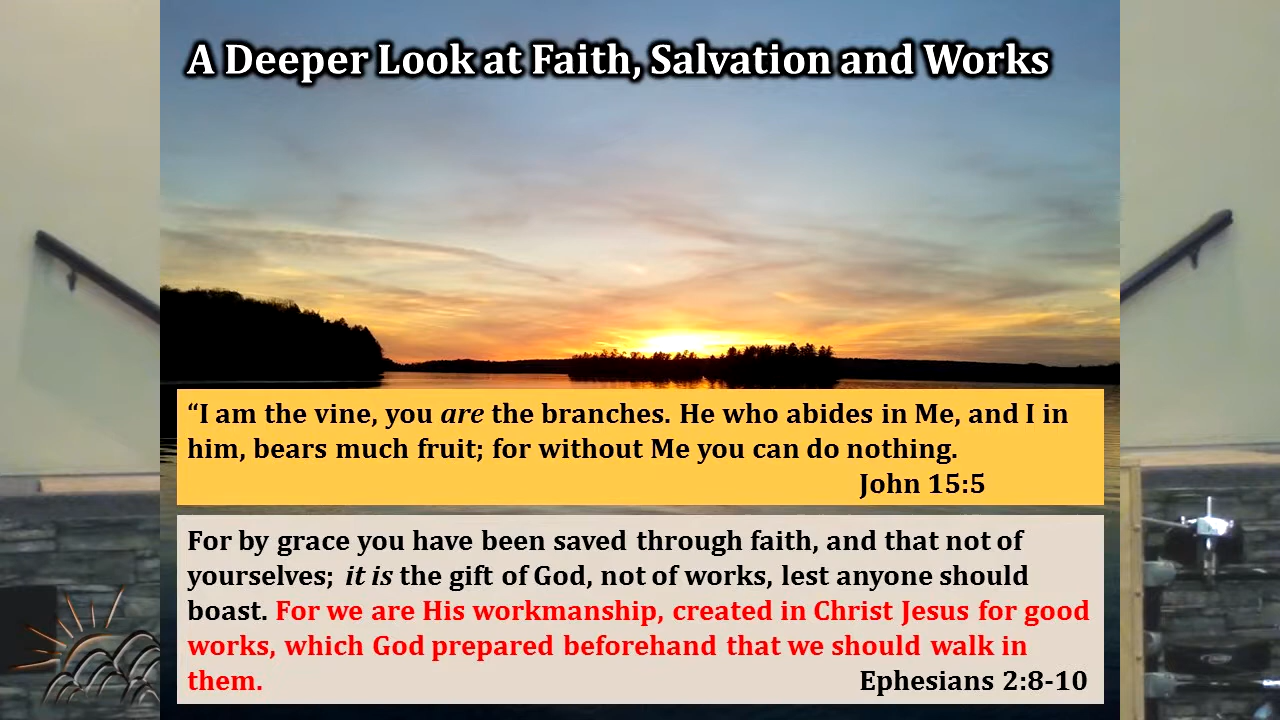 A Deeper Look at Faith, Salvation and Works
“I am the vine, you are the branches. He who abides in Me, and I in
him, bears much fruit; for without Me you can do nothing.
John 15:5
For by grace you have been saved through faith, and that not of
yourselves; it is the gift of God, not of works, lest anyone should
boast. For we are His workmanship, created in Christ Jesus for good
works, which God prepared beforehand that we should walk in
them. Ephesians 2:8-10